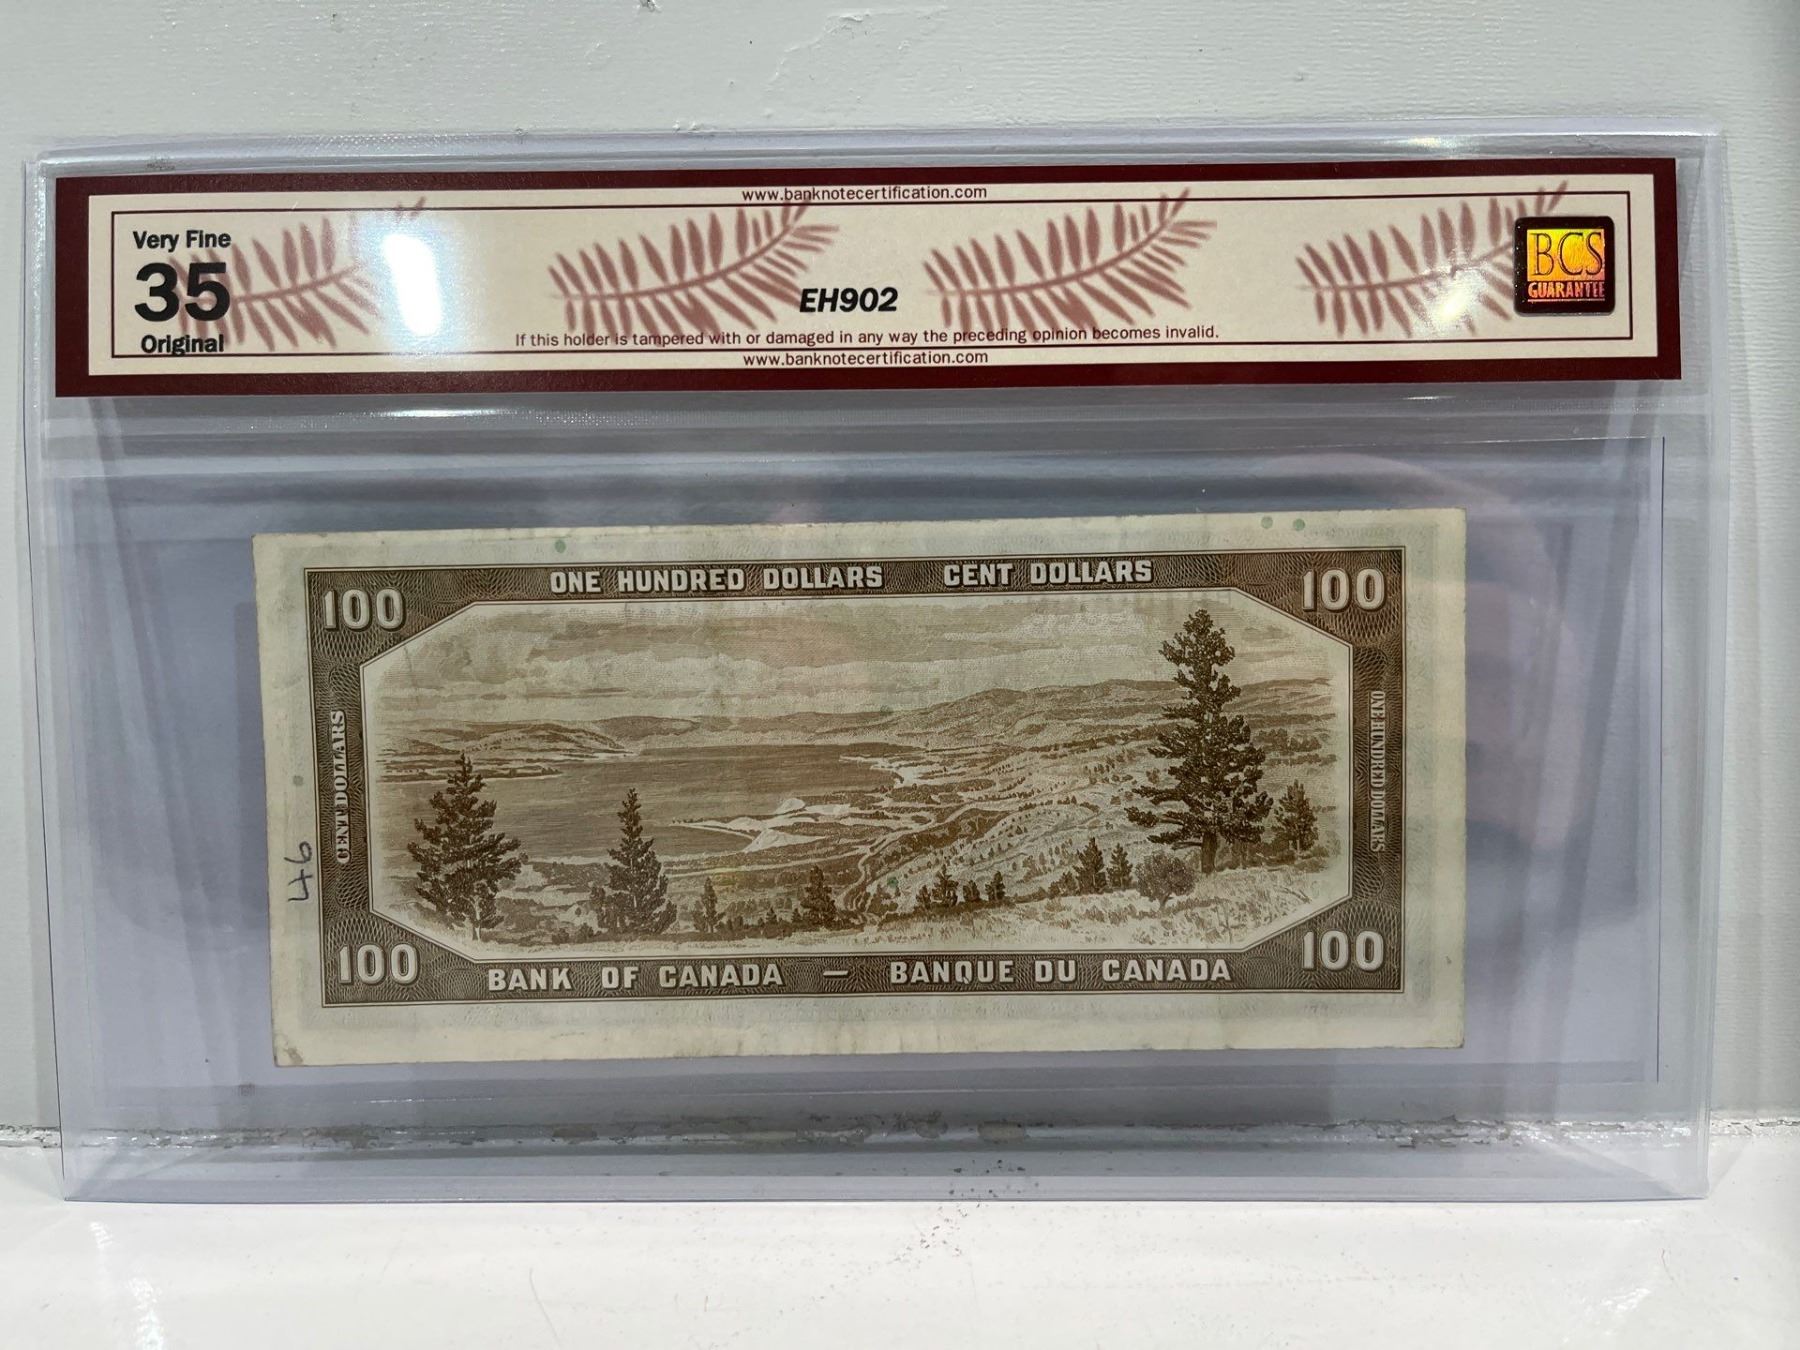 www.banknotecertification.com
Very Fine
35
Original
EH902
BCS
GUARANTEE
If this holder is tampered with or damaged in any way the preceding opinion becomes invalid.
www.banknotecertification.com
ONE HUNDRED DOLLARS CENT DOLLARS
100
100
CENT DOLLARS
ONE HUNDRED DOLLARS
46
100
100
BANK OF CANADA — BANQUE DU CANADA